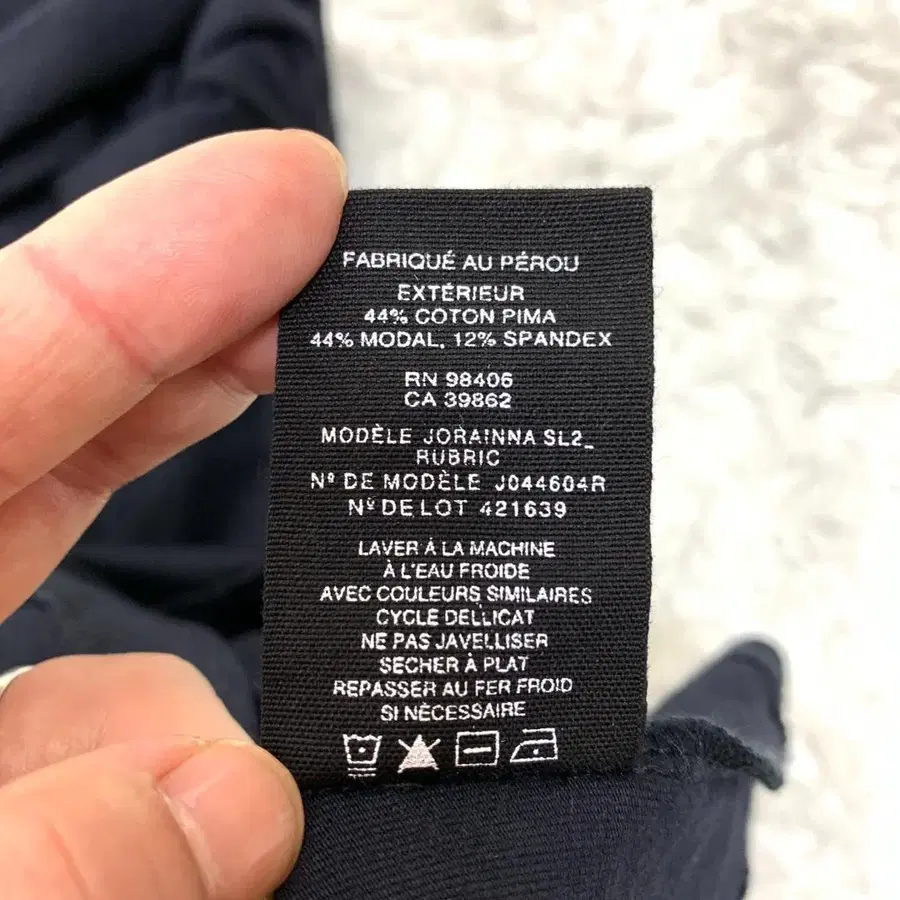 FABRIQUÉ AU PÉROU
EXTÉRIEUR
44% COTON PIMA
44% MODAL, 12% SPANDEX
RN 98406
CA 39862
MODÈLE JORAINNA SL2_
RUBRIC
Nº DE MODÈLE J044604R
Nº DE LOT 421639
LAVER À LA MACHINE
À L'EAU FROIDE
AVEC COULEURS SIMILAIRES
CYCLE DELLICAT
NE PAS JAVELLISER
SECHER À PLAT
REPASSER AU FER FROID
SI NÈCESSAIRE